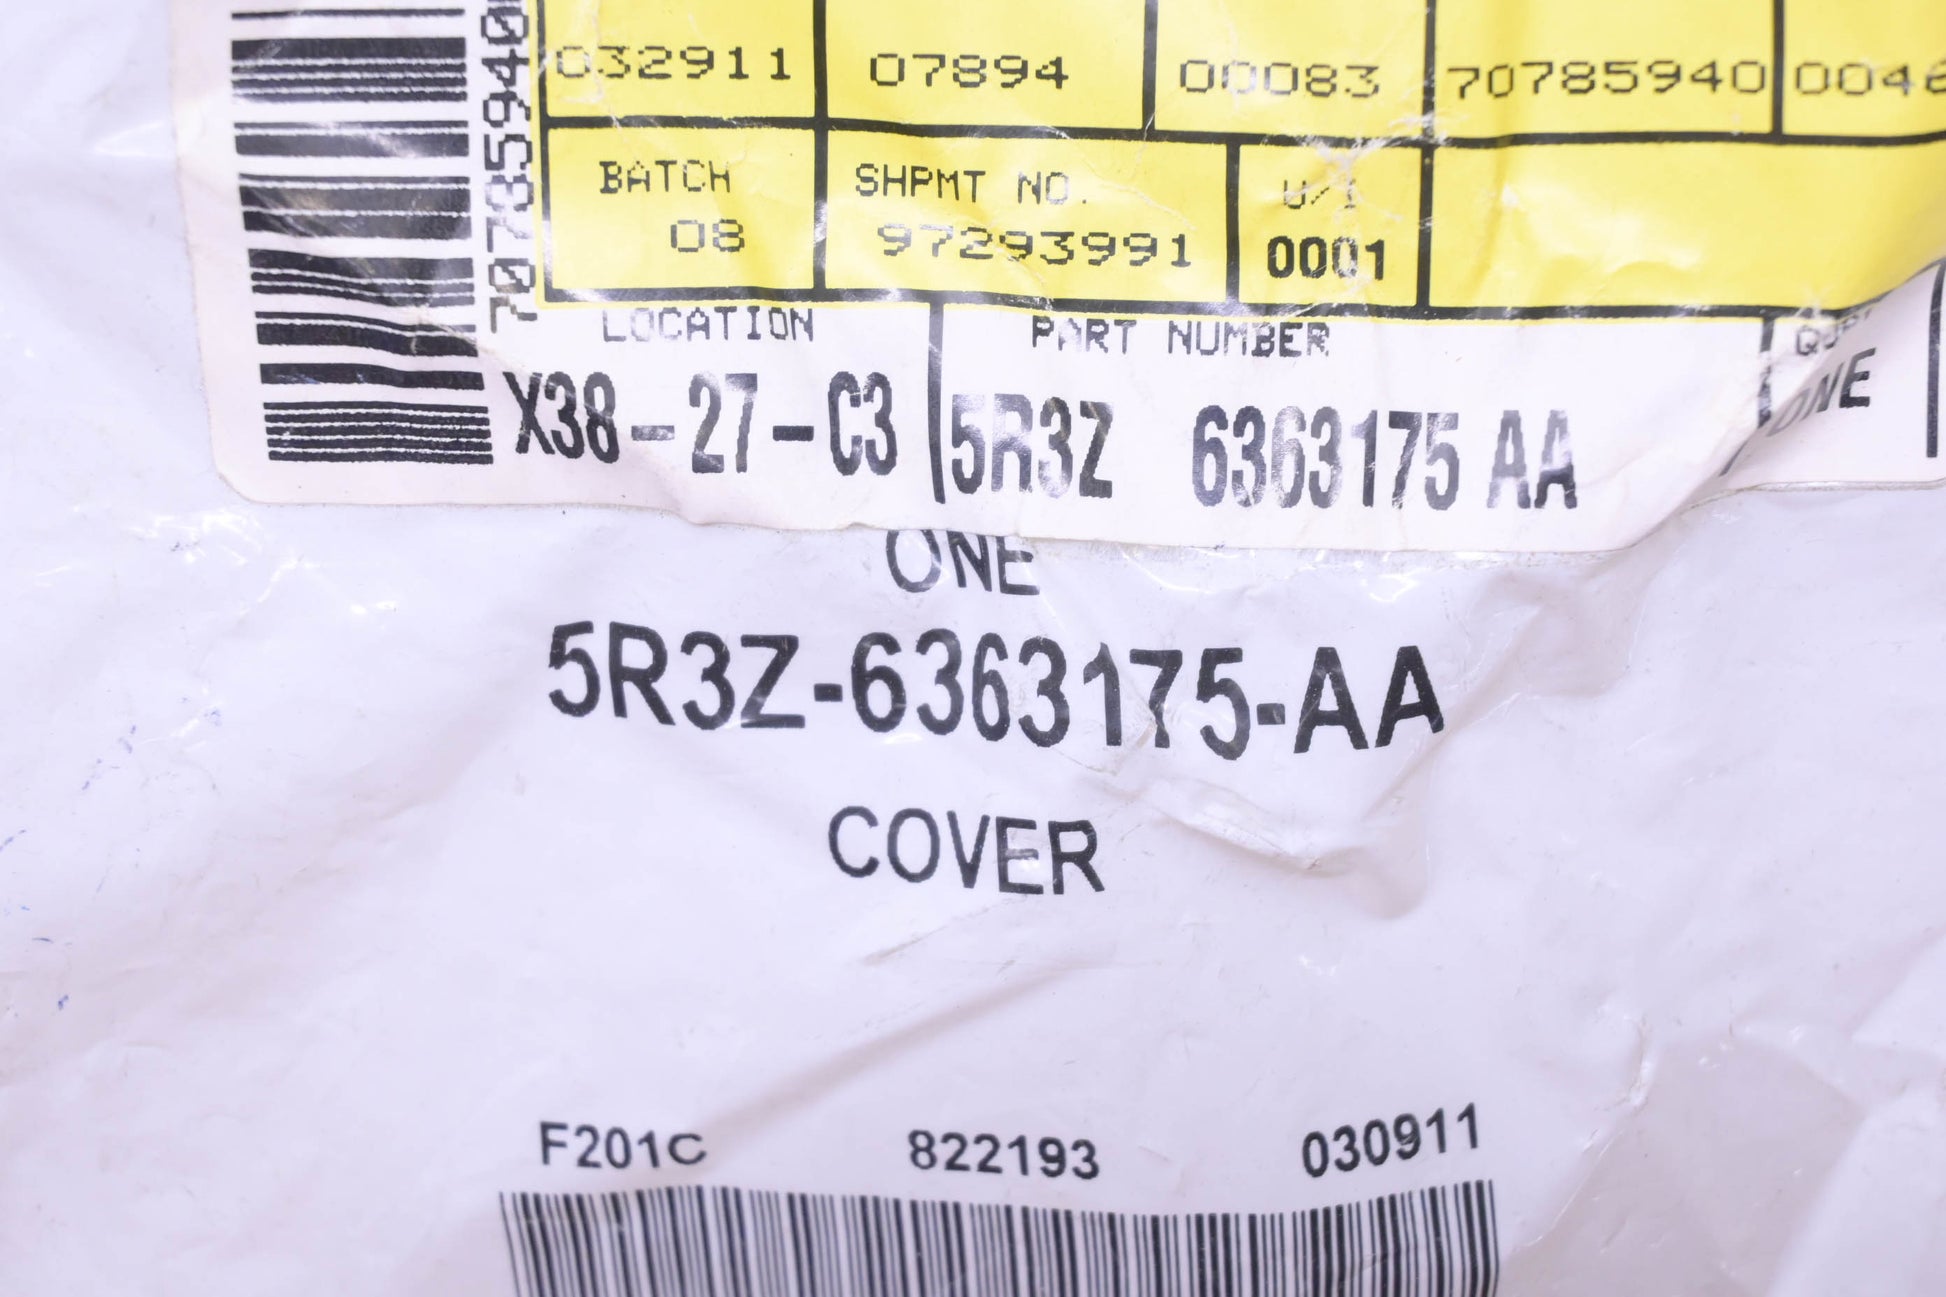 70785940
032911 07894 00083 70785940
BATCH SHPMT NO. U/I
08 97293991 0001
LOCATION PART NUMBER
X38-27-C3 5R3Z 6363175 AA ONE
ONE
5R3Z-6363175-AA
COVER
F201C 822193 030911